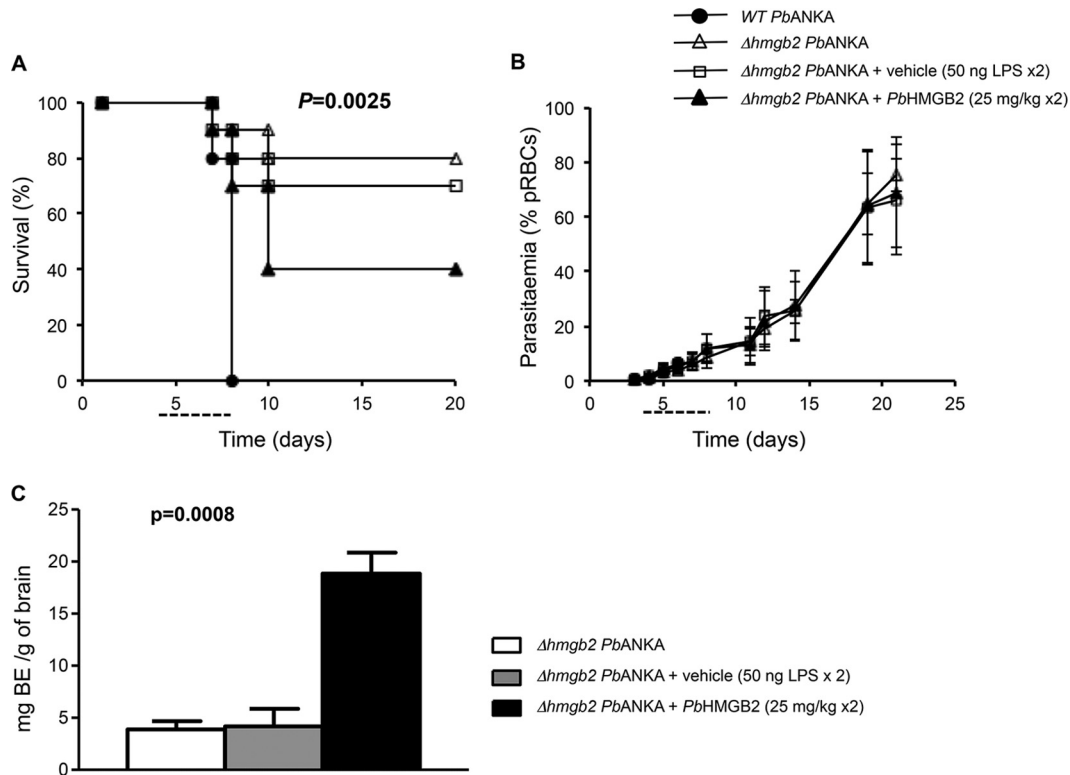 WT PbANKA
Δhmgb2 PbANKA
Δhmgb2 PbANKA + vehicle (50 ng LPS x2)
Δhmgb2 PbANKA + PbHMGB2 (25 mg/kg x2)
A
P=0.0025
Survival (%)
100
80
60
40
20
0
0 5 10 20
Time (days)
B
Parasitaemia (% pRBCs)
100
80
60
40
20
0
0 5 10 15 20 25
Time (days)
C
p=0.0008
mg BE /g of brain
25
20
15
10
5
0
Δhmgb2 PbANKA
Δhmgb2 PbANKA + vehicle (50 ng LPS x 2)
Δhmgb2 PbANKA + PbHMGB2 (25 mg/kg x2)